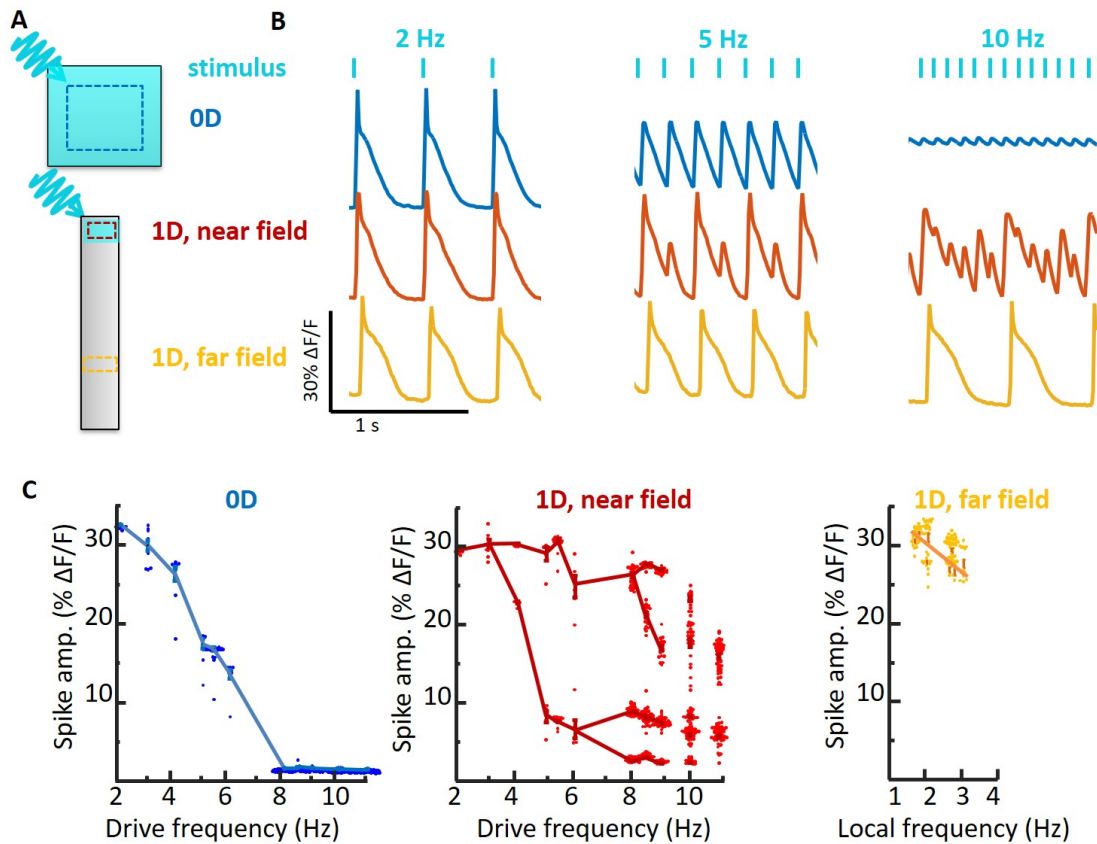 A
stimulus
0D
1D, near field
1D, far field
B
2 Hz
5 Hz
10 Hz
30% ΔF/F
1 s
C
0D
Spike amp. (% ΔF/F)
30
20
10
2
4
6
8
10
Drive frequency (Hz)
1D, near field
Spike amp. (% ΔF/F)
30
20
10
2
4
6
8
10
Drive frequency (Hz)
1D, far field
Spike amp. (% ΔF/F)
30
20
10
1
2
3
4
Local frequency (Hz)